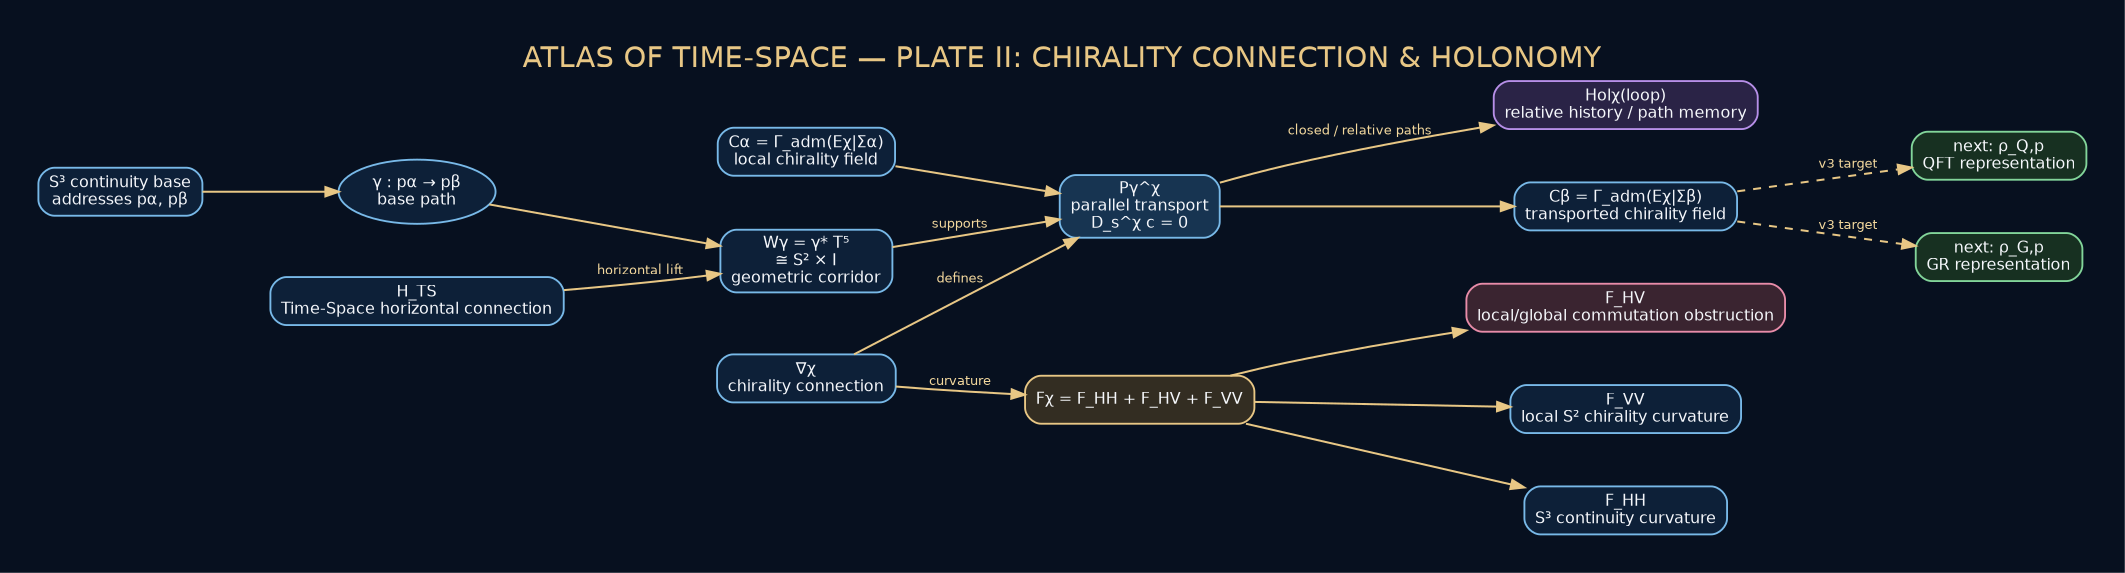 ATLAS OF TIME-SPACE — PLATE II: CHIRALITY CONNECTION & HOLONOMY
S³ continuity base
addresses pα, pβ
γ : pα → pβ
base path
H_TS
Time-Space horizontal connection
horizontal lift
Cα = Γ_adm(Eχ|Σα)
local chirality field
Wγ = γ* T⁵
≅ S² × I
geometric corridor
∇χ
chirality connection
supports
defines
curvature
Pγ^χ
parallel transport
D_s^χ c = 0
Fχ = F_HH + F_HV + F_VV
closed / relative paths
Holχ(loop)
relative history / path memory
Cβ = Γ_adm(Eχ|Σβ)
transported chirality field
F_HV
local/global commutation obstruction
F_VV
local S² chirality curvature
F_HH
S³ continuity curvature
v3 target
v3 target
next: ρ_Q,p
QFT representation
next: ρ_G,p
GR representation